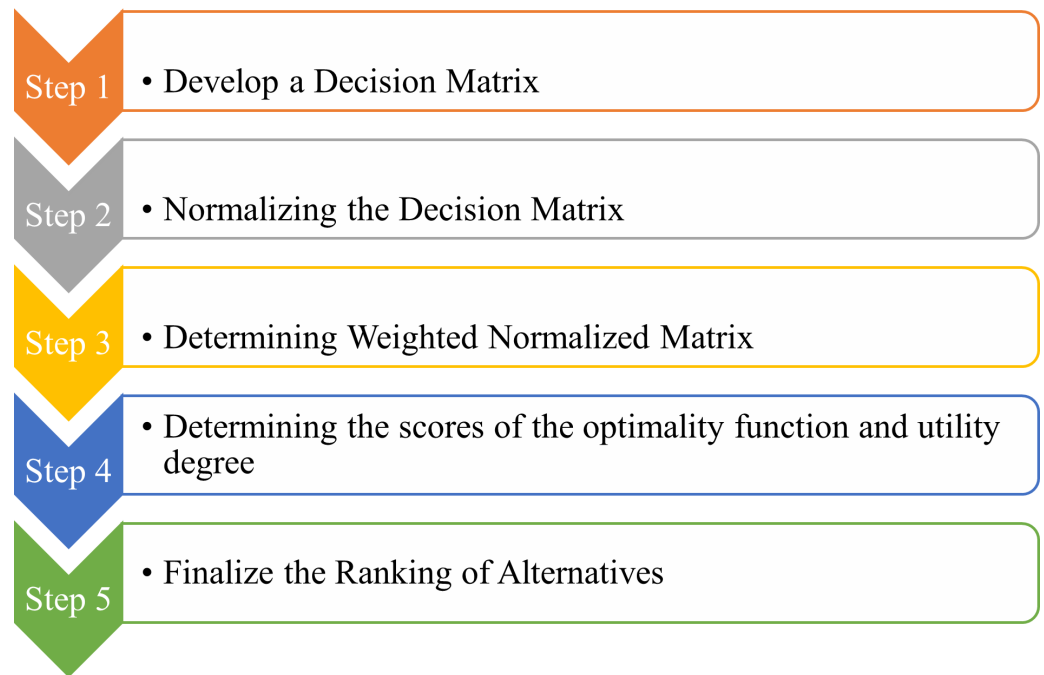 Step 1
• Develop a Decision Matrix
Step 2
• Normalizing the Decision Matrix
Step 3
• Determining Weighted Normalized Matrix
Step 4
• Determining the scores of the optimality function and utility
degree
Step 5
• Finalize the Ranking of Alternatives